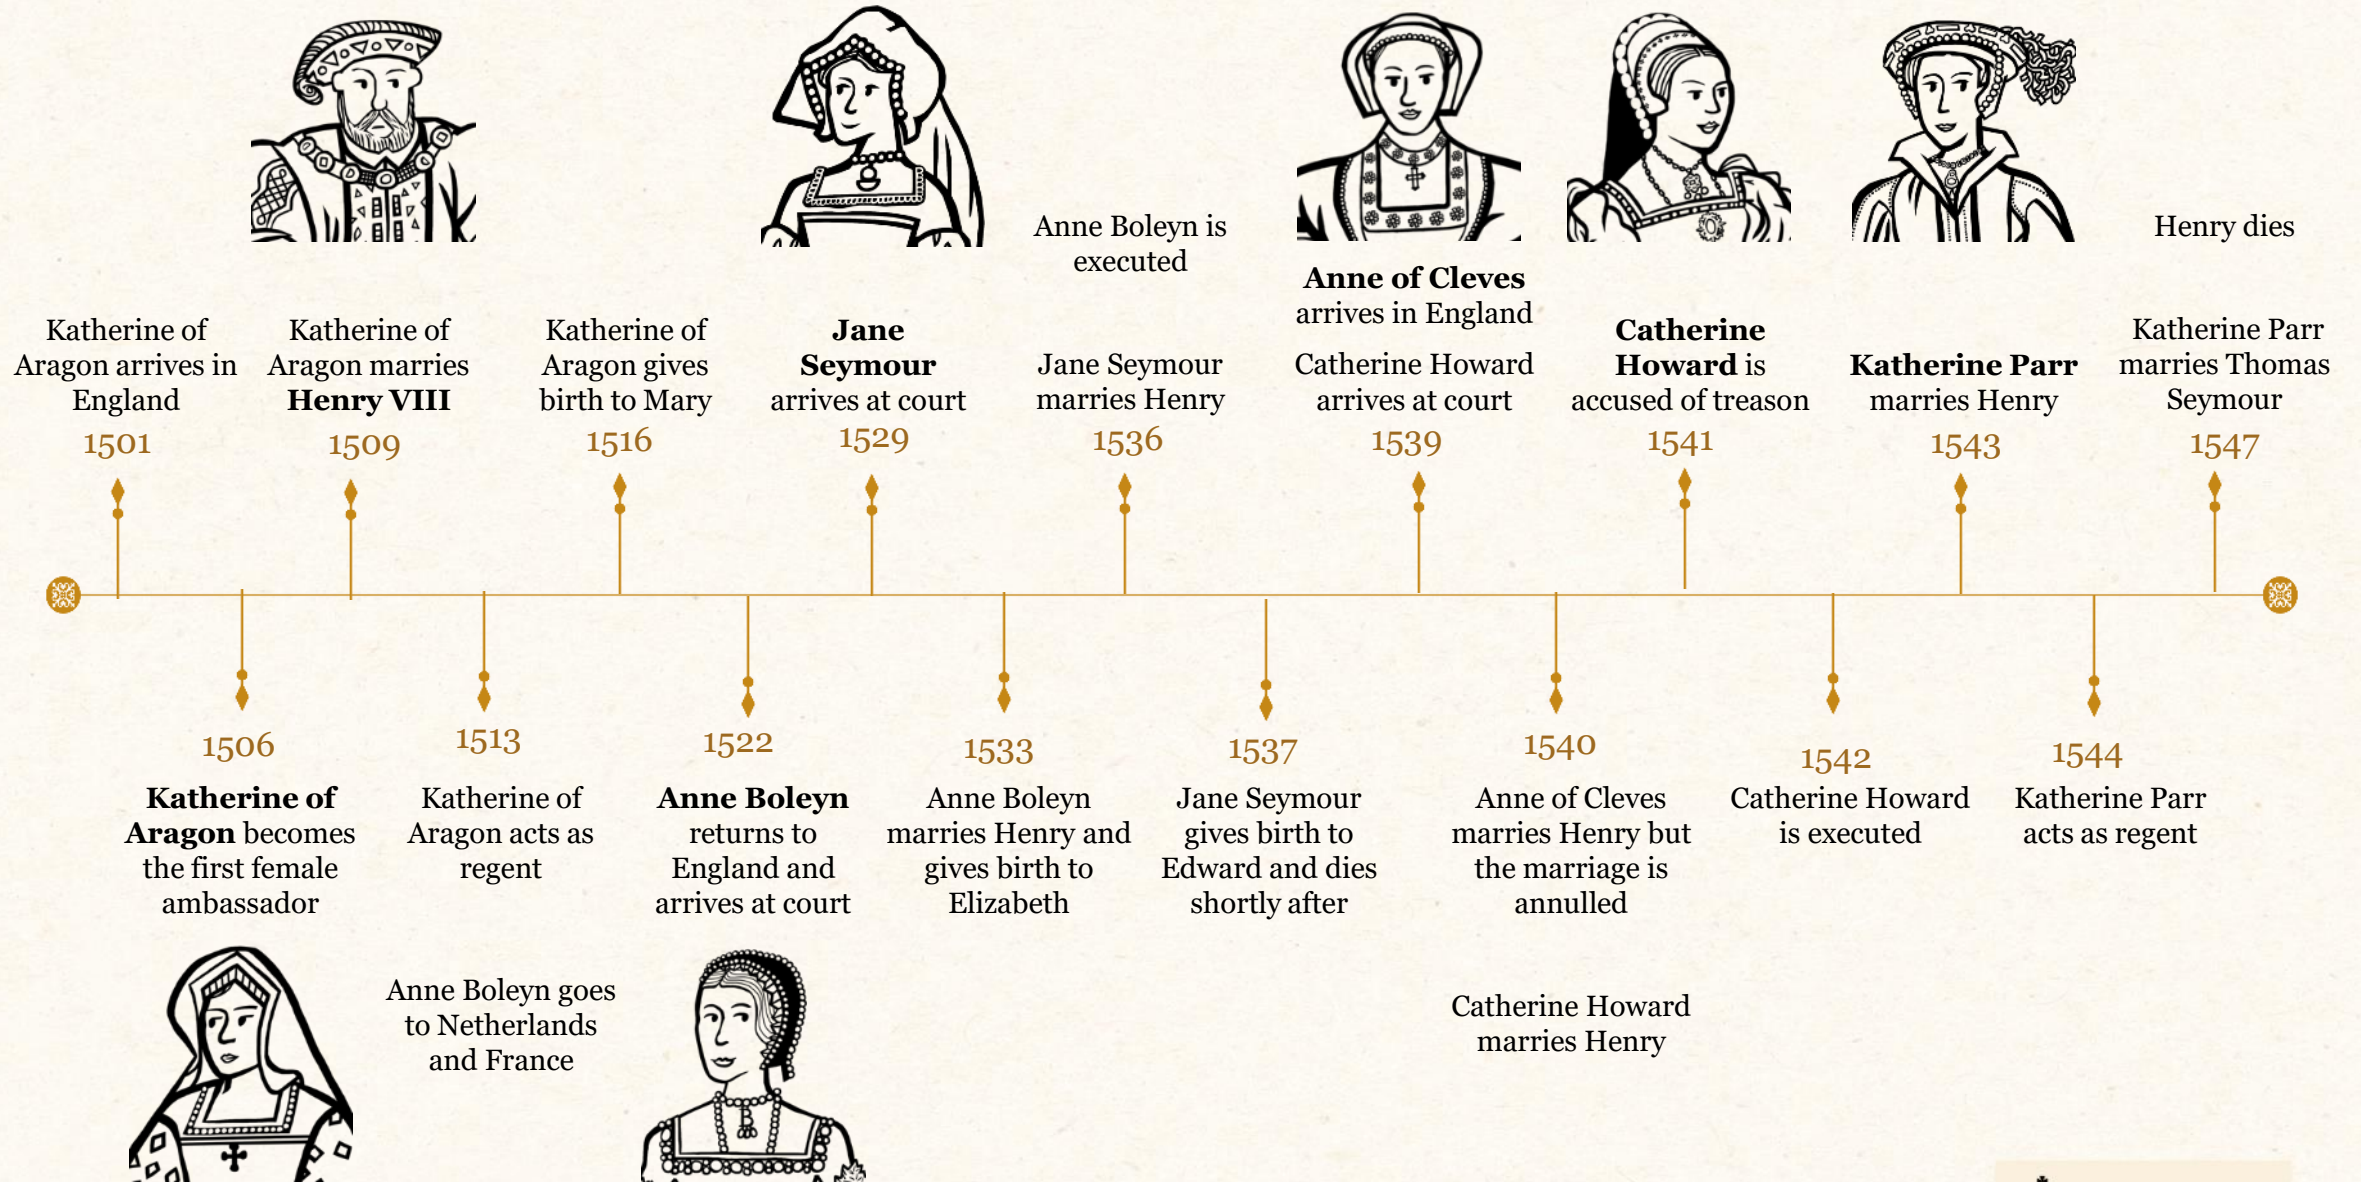 Anne Boleyn is
executed
Henry dies
Katherine of
Aragon arrives in
England
1501
Katherine of
Aragon marries
Henry VIII
1509
Katherine of
Aragon gives
birth to Mary
1516
Jane
Seymour
arrives at court
1529
Jane Seymour
marries Henry
1536
Anne of Cleves
arrives in England
Catherine Howard
arrives at court
1539
Catherine
Howard is
accused of treason
1541
Katherine Parr
marries Henry
1543
Katherine Parr
marries Thomas
Seymour
1547
1506
Katherine of
Aragon becomes
the first female
ambassador
1513
Katherine of
Aragon acts as
regent
Anne Boleyn goes
to Netherlands
and France
1522
Anne Boleyn
returns to
England and
arrives at court
B
1533
Anne Boleyn
marries Henry and
gives birth to
Elizabeth
1537
Jane Seymour
gives birth to
Edward and dies
shortly after
1540
Anne of Cleves
marries Henry but
the marriage is
annulled
Catherine Howard
marries Henry
1542
Catherine Howard
is executed
1544
Katherine Parr
acts as regent